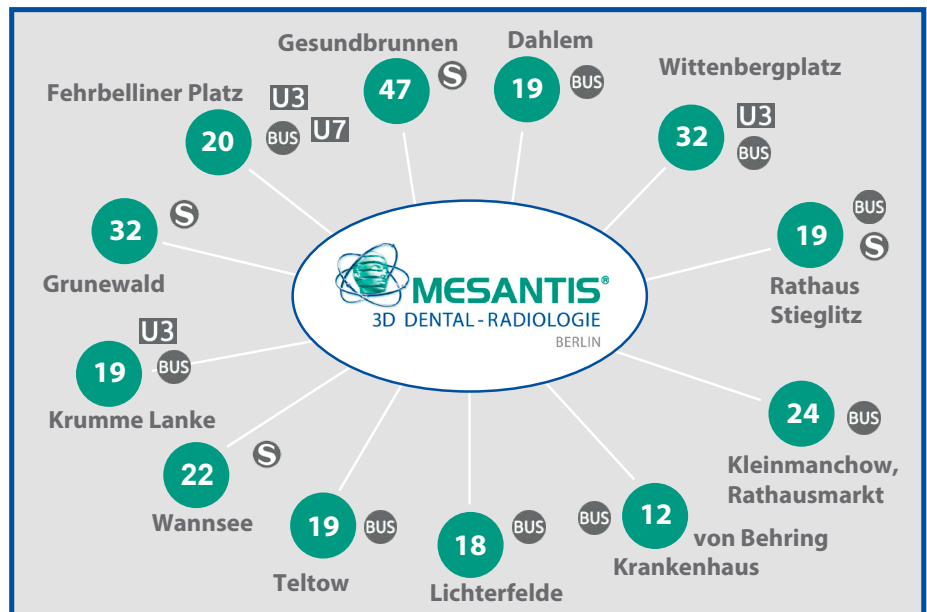 Gesundbrunnen
47
S
Dahlem
19
BUS
Wittenbergplatz
32
U3
BUS
Fehrbelliner Platz
20
U3
BUS
U7
32
S
Grunewald
19
BUS
S
Rathaus
Stieglitz
MESANTIS®
3D DENTAL-RADIOLOGIE
BERLIN
U3
19
BUS
Krumme Lanke
24
BUS
Kleinmanchow,
Rathausmarkt
22
S
Wannsee
19
BUS
Teltow
18
BUS
Lichterfelde
BUS
12
von Behring
Krankenhaus